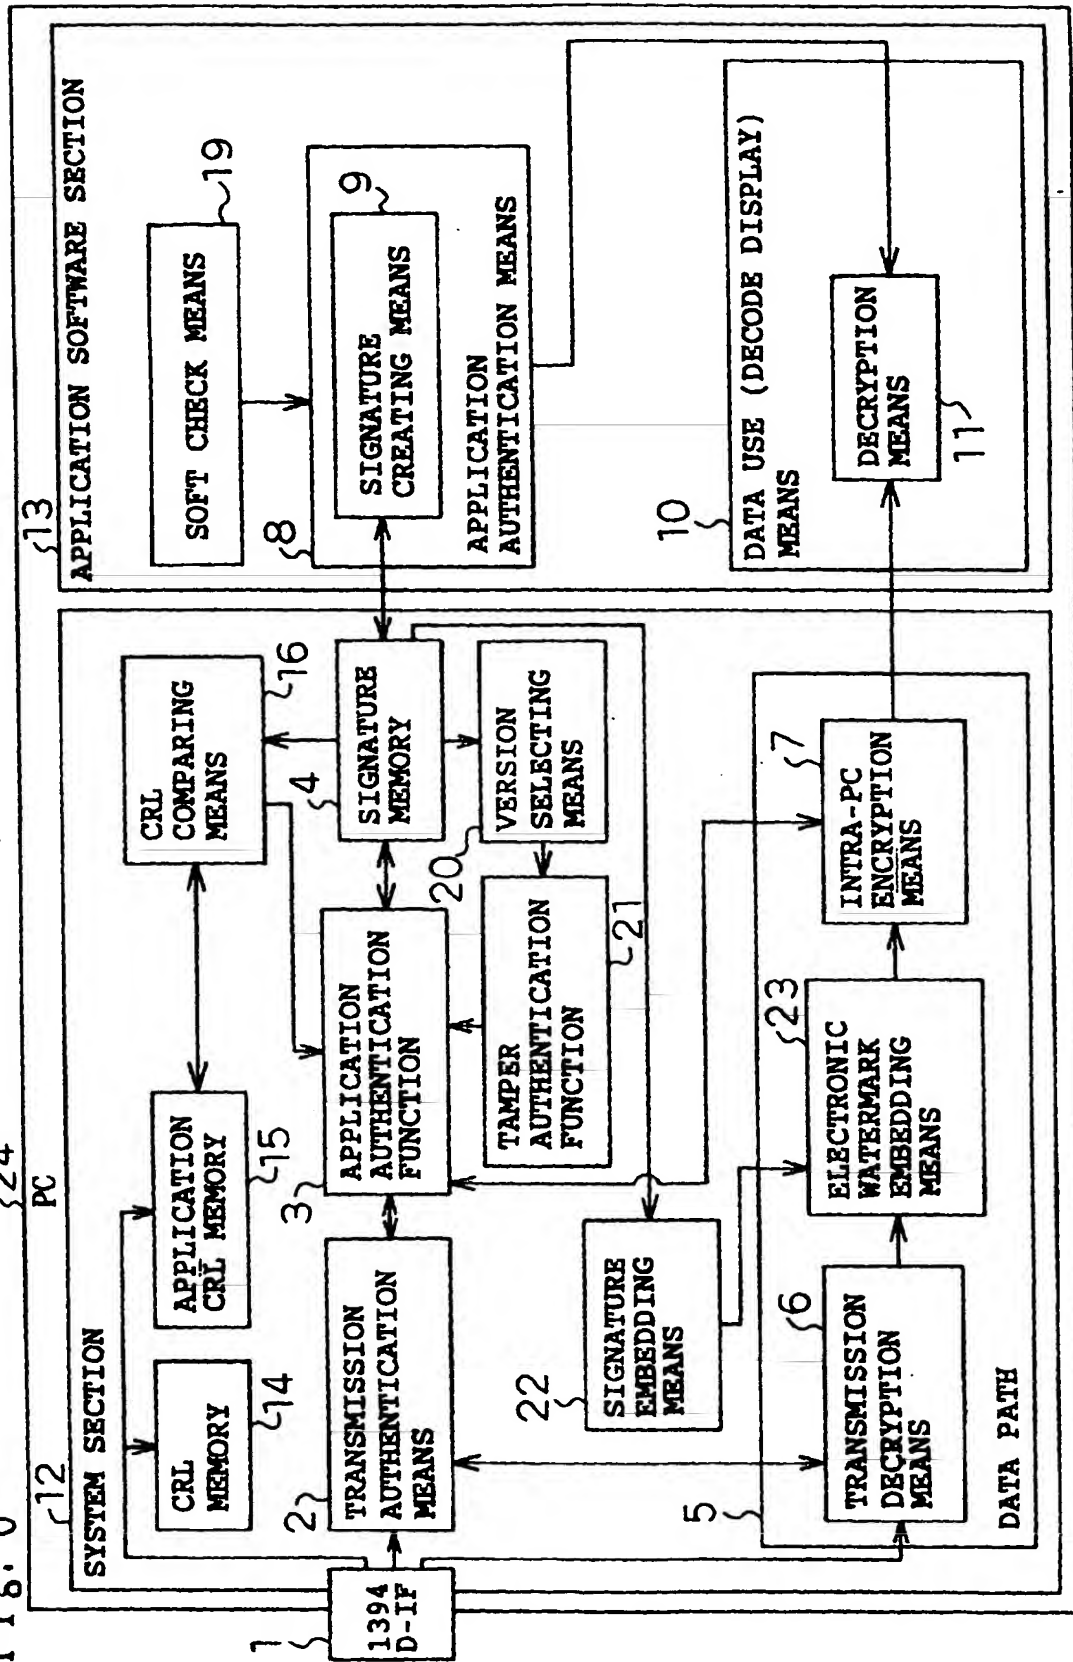 24
PC
12
SYSTEM SECTION
13
APPLICATION SOFTWARE SECTION
CRL
MEMORY
14
APPLICATION
CRL MEMORY
15
CRL
COMPARING
MEANS
16
SOFT CHECK MEANS
19
1
1394
D-IF
2
TRANSMISSION
AUTHENTICATION
MEANS
3
APPLICATION
AUTHENTICATION
FUNCTION
4
SIGNATURE
MEMORY
8
SIGNATURE
CREATING MEANS
9
APPLICATION
AUTHENTICATION MEANS
20
VERSION
SELECTING
MEANS
TAMPER
AUTHENTICATION
FUNCTION
21
22
SIGNATURE
EMBEDDING
MEANS
5
TRANSMISSION
DECRYPTION
MEANS
6
ELECTRONIC
WATERMARK
EMBEDDING
MEANS
23
INTRA-PC
ENCRYPTION
MEANS
7
DATA PATH
10
DATA USE (DECODE DISPLAY)
MEANS
DECRYPTION
MEANS
11